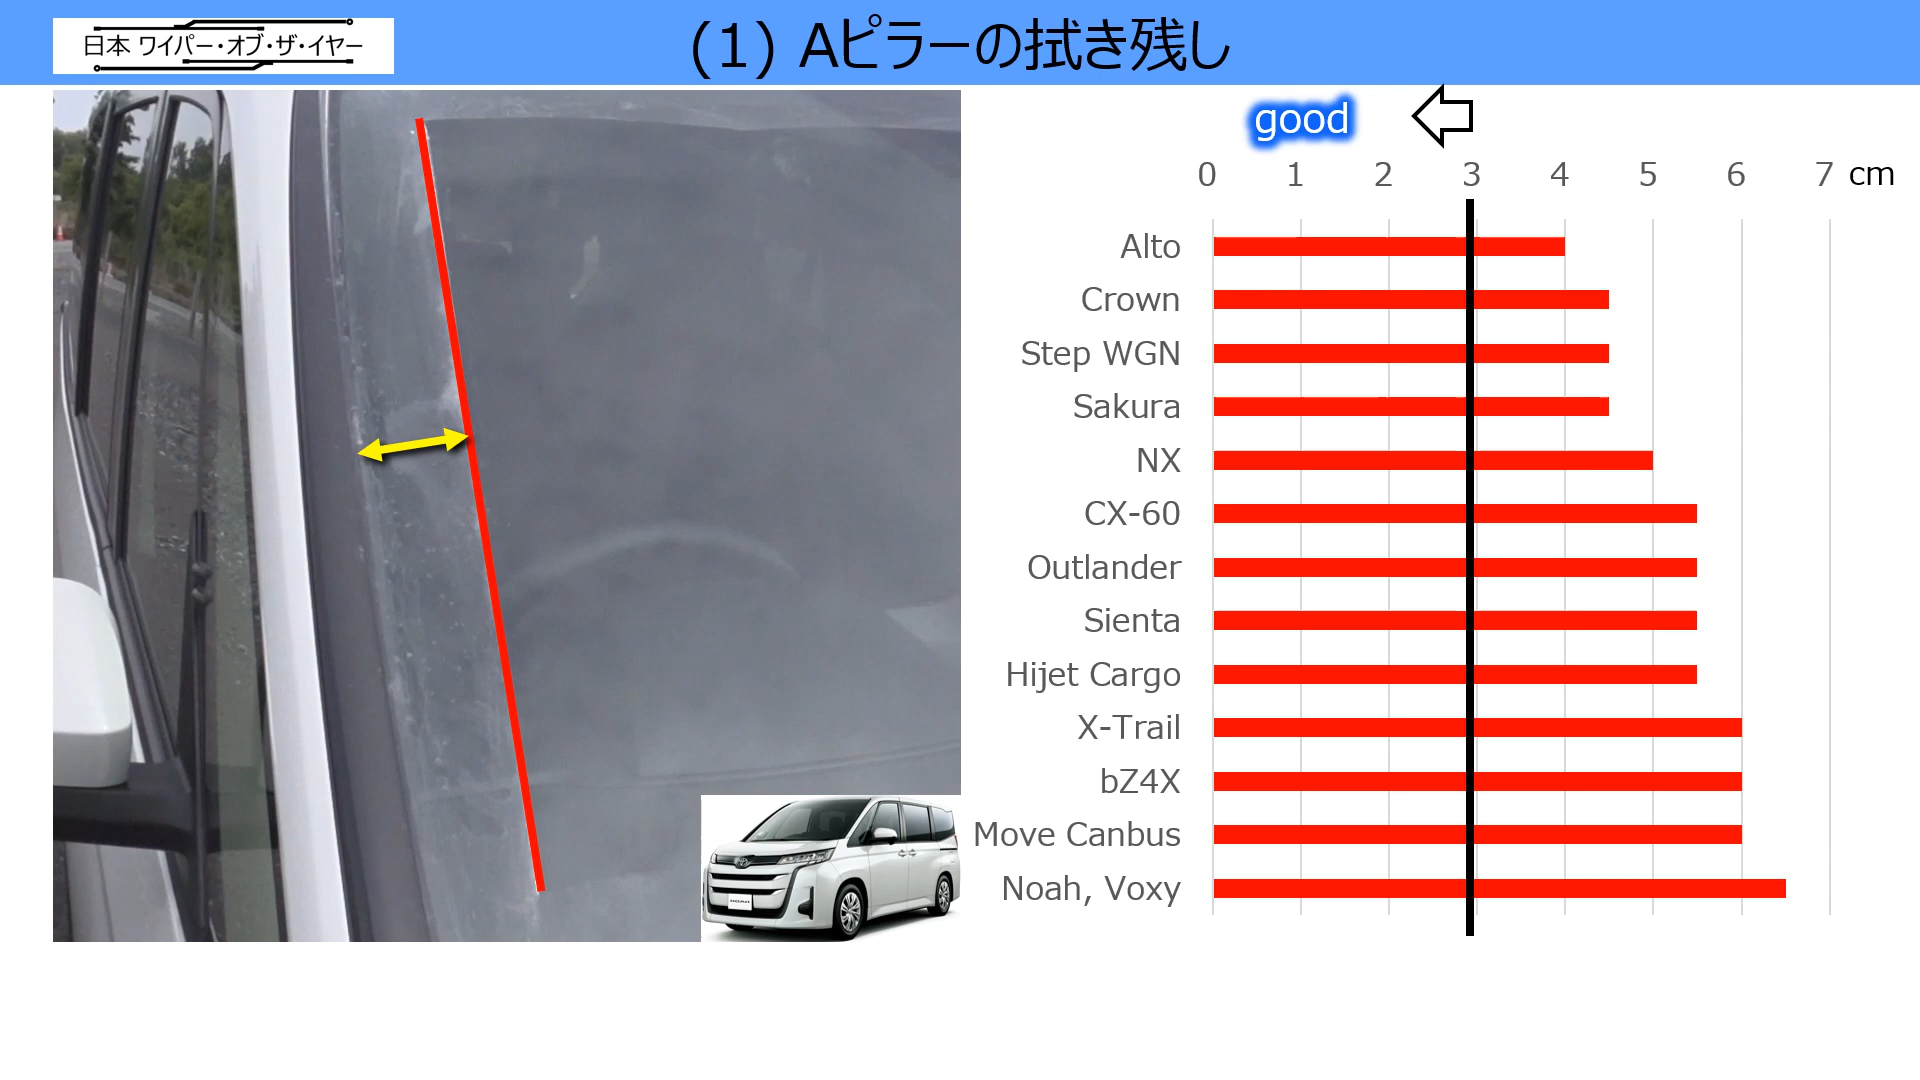 日本 ワイパー・オブ・ザ・イヤー
(1) Aピラーの拭き残し
good
0 1 2 3 4 5 6 7 cm
Alto
Crown
Step WGN
Sakura
NX
CX-60
Outlander
Sienta
Hijet Cargo
X-Trail
bZ4X
Move Canbus
Noah, Voxy